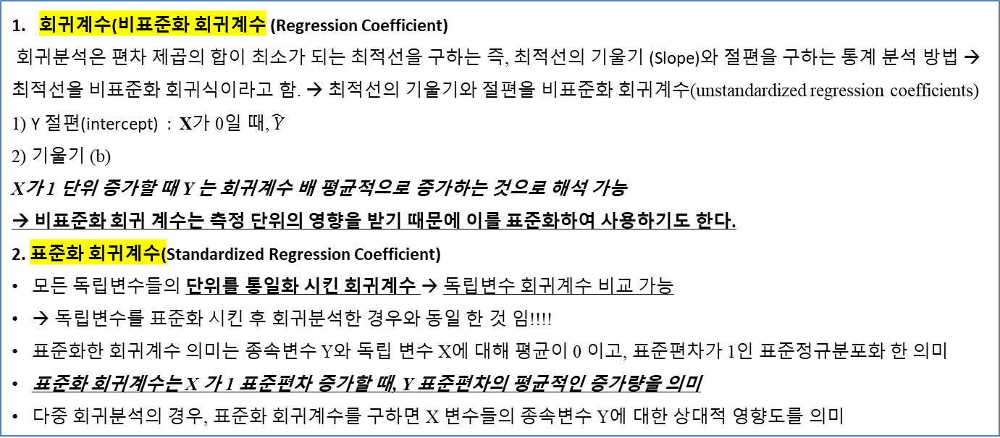 1. 회귀계수(비표준화 회귀계수 (Regression Coefficient)
회귀분석은 편차 제곱의 합이 최소가 되는 최적선을 구하는 즉, 최적선의 기울기 (Slope)와 절편을 구하는 통계 분석 방법 →
최적선을 비표준화 회귀식이라고 함. → 최적선의 기울기와 절편을 비표준화 회귀계수(unstandardized regression coefficients)
1) Y 절편(intercept) : X가 0일 때, Ŷ
2) 기울기 (b)
X가 1 단위 증가할 때 Y 는 회귀계수 배 평균적으로 증가하는 것으로 해석 가능
→ 비표준화 회귀 계수는 측정 단위의 영향을 받기 때문에 이를 표준화하여 사용하기도 한다.
2. 표준화 회귀계수(Standardized Regression Coefficient)
• 모든 독립변수들의 단위를 통일화 시킨 회귀계수 → 독립변수 회귀계수 비교 가능
• → 독립변수를 표준화 시킨 후 회귀분석한 경우와 동일 한 것 임!!!!
• 표준화한 회귀계수 의미는 종속변수 Y와 독립 변수 X에 대해 평균이 0 이고, 표준편차가 1인 표준정규분포화 한 의미
• 표준화 회귀계수는 X 가 1 표준편차 증가할 때, Y 표준편차의 평균적인 증가량을 의미
• 다중 회귀분석의 경우, 표준화 회귀계수를 구하면 X 변수들의 종속변수 Y에 대한 상대적 영향도를 의미